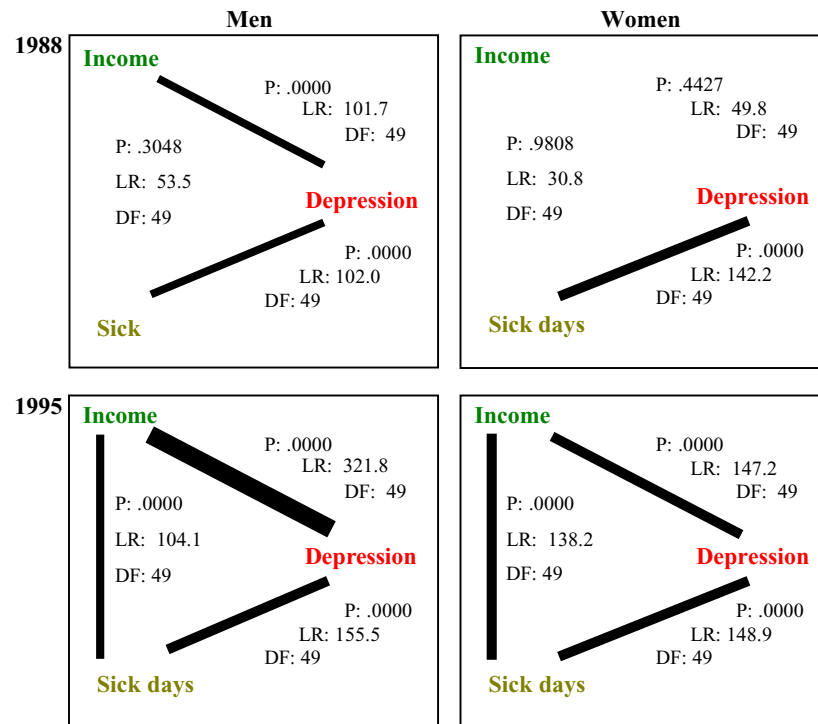 Men
Women
1988
Income
P: .0000
LR: 101.7
DF: 49
P: .3048
LR: 53.5
DF: 49
Depression
P: .0000
LR: 102.0
DF: 49
Sick
Income
P: .4427
LR: 49.8
DF: 49
P: .9808
LR: 30.8
DF: 49
Depression
P: .0000
LR: 142.2
DF: 49
Sick days
1995
Income
P: .0000
LR: 321.8
DF: 49
P: .0000
LR: 104.1
DF: 49
Depression
P: .0000
LR: 155.5
DF: 49
Sick days
Income
P: .0000
LR: 147.2
DF: 49
P: .0000
LR: 138.2
DF: 49
Depression
P: .0000
LR: 148.9
DF: 49
Sick days